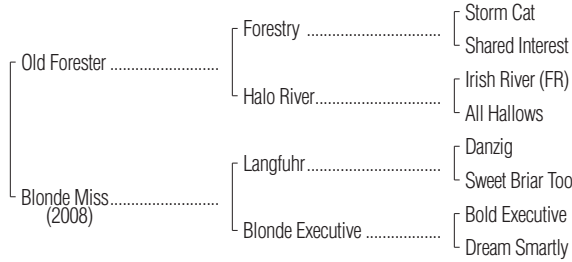 Storm Cat
Forestry ..............................
Shared Interest
Old Forester ........................
Irish River (FR)
Halo River............................
All Hallows
Danzig
Langfuhr..............................
Sweet Briar Too
Blonde Miss........................
(2008)
Bold Executive
Blonde Executive .................
Dream Smartly